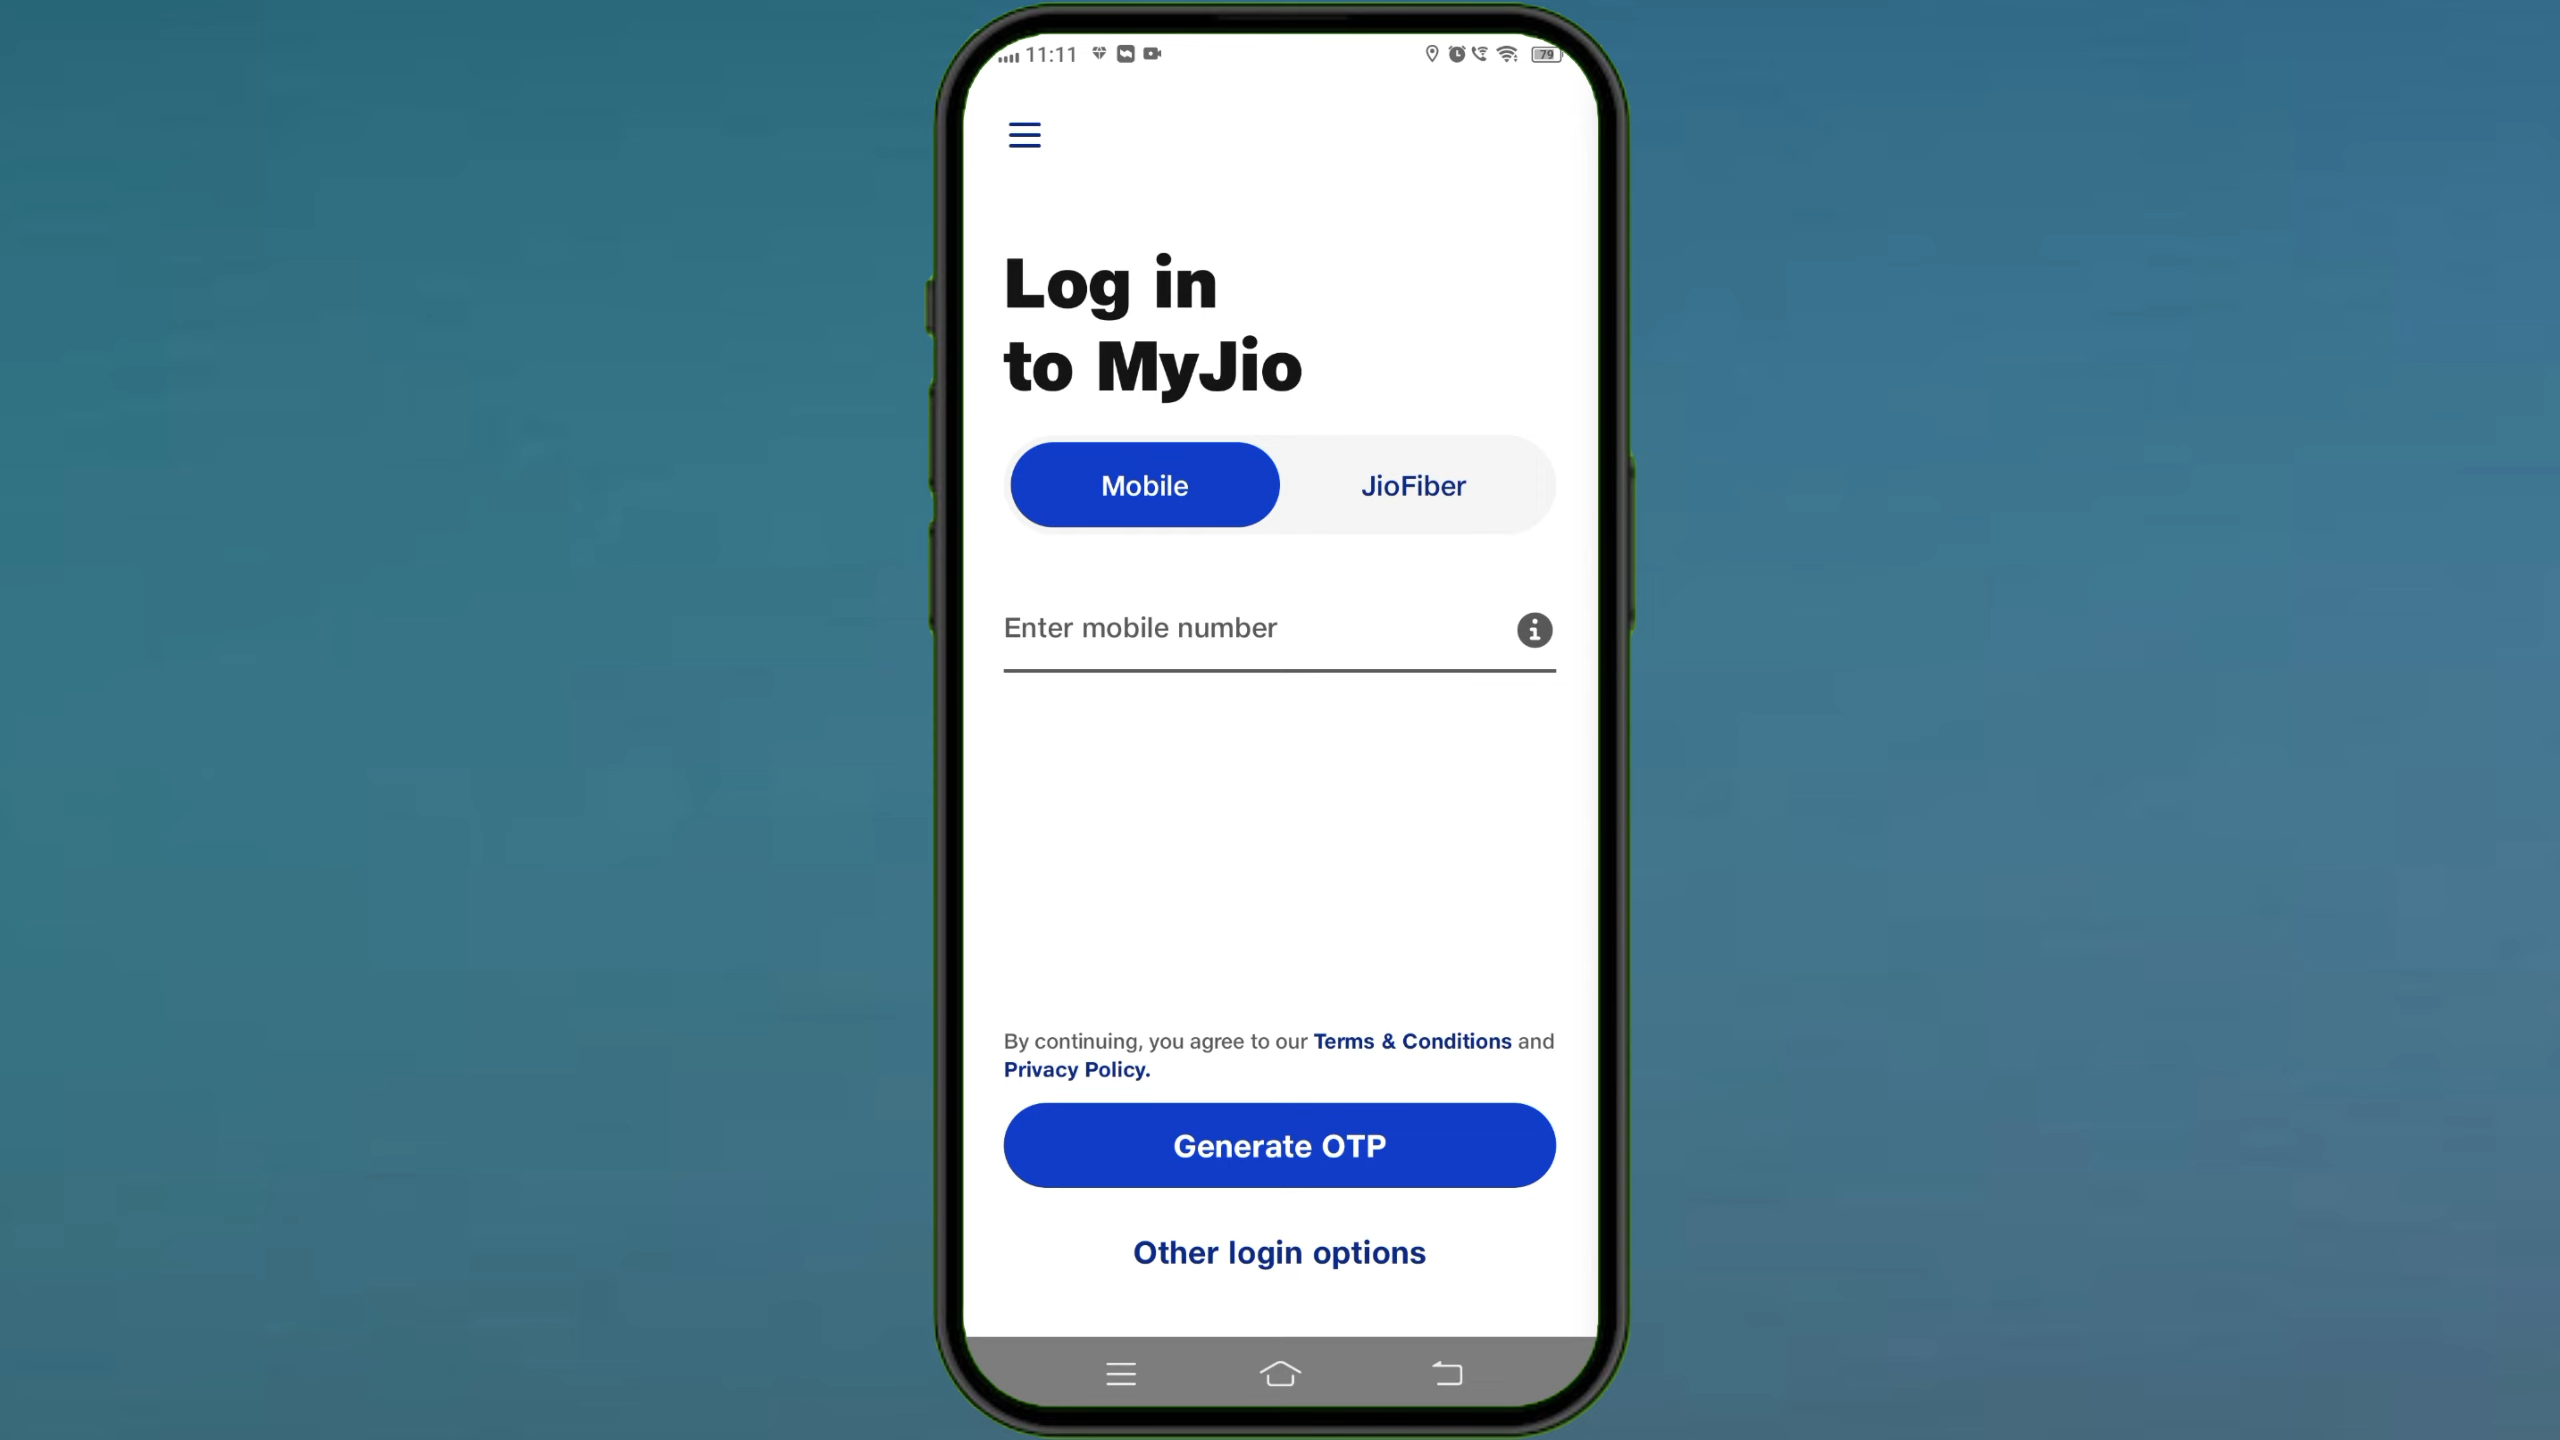 11:11
79
Log in
to MyJio
Mobile
JioFiber
Enter mobile number
By continuing, you agree to our Terms & Conditions and
Privacy Policy.
Generate OTP
Other login options